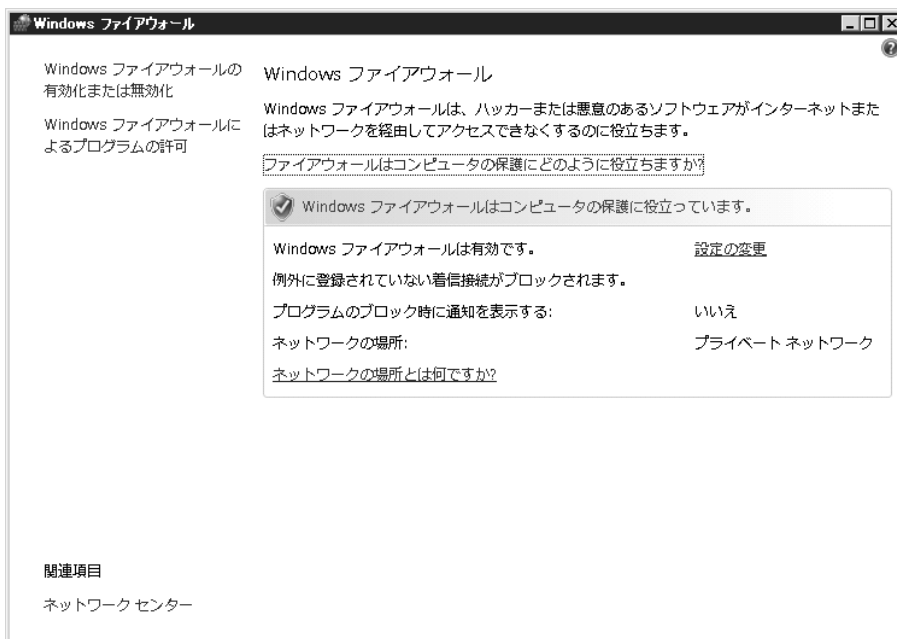 Windows ファイアウォール
Windows ファイアウォールの
有効化または無効化
Windows ファイアウォールに
よるプログラムの許可
Windows ファイアウォール
Windows ファイアウォールは、ハッカーまたは悪意のあるソフトウェアがインターネットまた
はネットワークを経由してアクセスできなくするのに役立ちます。
ファイアウォールはコンピュータの保護にどのように役立ちますか?
Windows ファイアウォールはコンピュータの保護に役立っています。
Windows ファイアウォールは有効です。 設定の変更
例外に登録されていない着信接続がブロックされます。
プログラムのブロック時に通知を表示する: いいえ
ネットワークの場所: プライベート ネットワーク
ネットワークの場所とは何ですか?
関連項目
ネットワーク センター